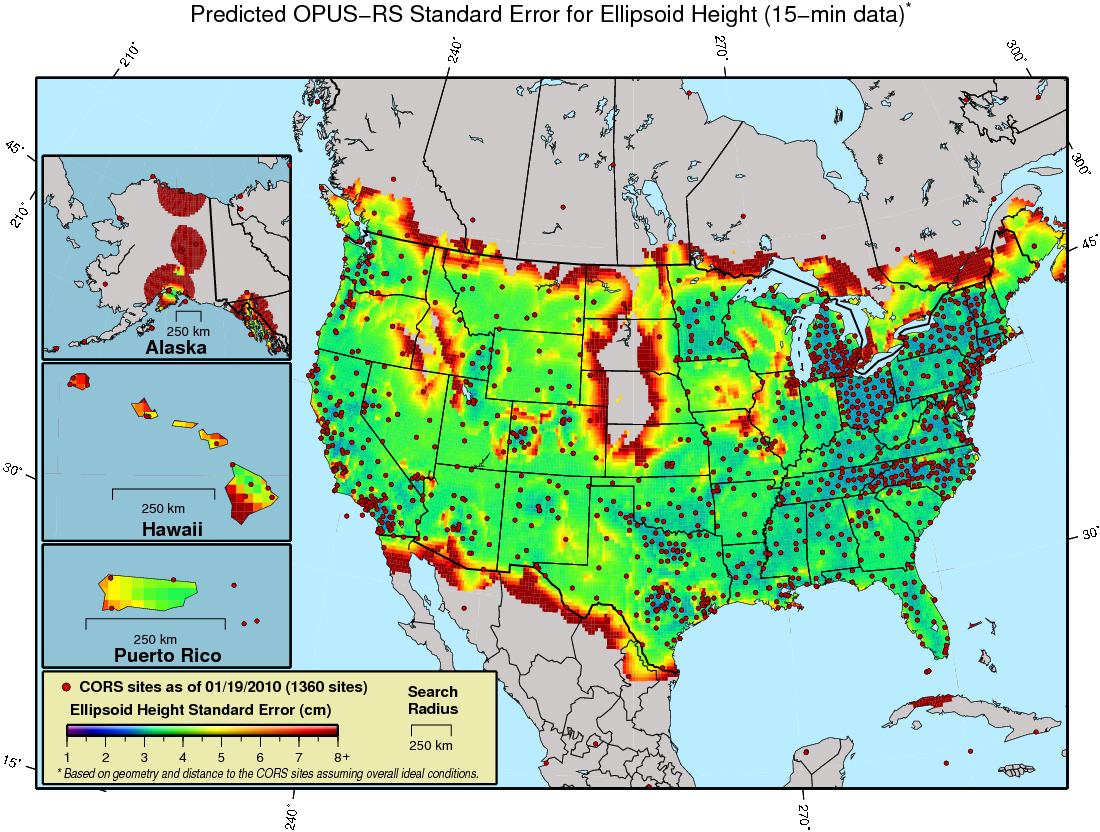 Predicted OPUS−RS Standard Error for Ellipsoid Height (15−min data)*
210˚
240˚
270˚
300˚
45˚
210˚
30˚
15˚
300˚
45˚
30˚
240˚
270˚
250 km
Alaska
250 km
Hawaii
250 km
Puerto Rico
CORS sites as of 01/19/2010 (1360 sites)
Ellipsoid Height Standard Error (cm)
1 2 3 4 5 6 7 8+
Search
Radius
250 km
* Based on geometry and distance to the CORS sites assuming overall ideal conditions.